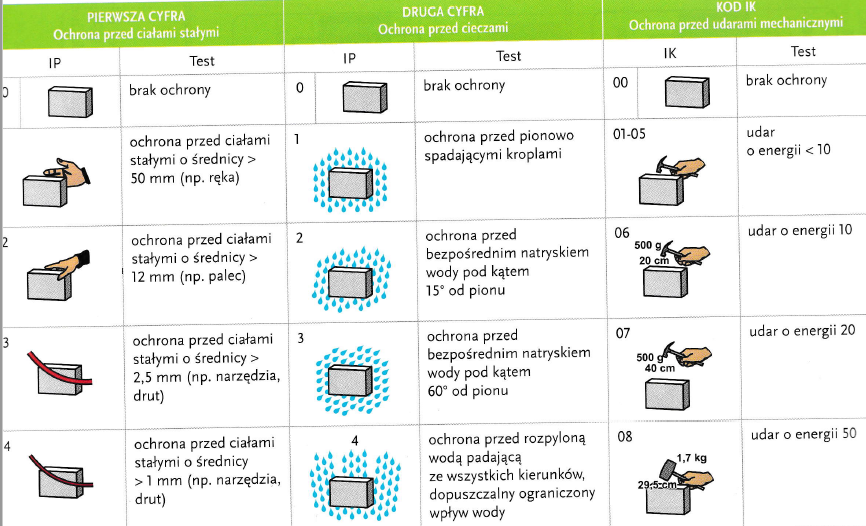 PIERWSZA CYFRA
Ochrona przed ciałami stałymi
DRUGA CYFRA
Ochrona przed cieczami
KOD IK
Ochrona przed udarami mechanicznymi
IP
Test
IP
Test
IK
Test
0
brak ochrony
0
brak ochrony
00
brak ochrony
ochrona przed ciałami
stałymi o średnicy >
50 mm (np. ręka)
1
ochrona przed pionowo
spadającymi kroplami
01-05
udar
o energii < 10
2
ochrona przed ciałami
stałymi o średnicy >
12 mm (np. palec)
2
ochrona przed
bezpośrednim natryskiem
wody pod kątem
15° od pionu
06
500 g
20 cm
udar o energii 10
3
ochrona przed ciałami
stałymi o średnicy >
2,5 mm (np. narzędzia,
drut)
3
ochrona przed
bezpośrednim natryskiem
wody pod kątem
60° od pionu
07
500 g
40 cm
udar o energii 20
4
ochrona przed ciałami
stałymi o średnicy
> 1 mm (np. narzędzia,
drut)
4
ochrona przed rozpyloną
wodą padającą
ze wszystkich kierunków,
dopuszczalny ograniczony
wpływ wody
08
1,7 kg
29,5 cm
udar o energii 50